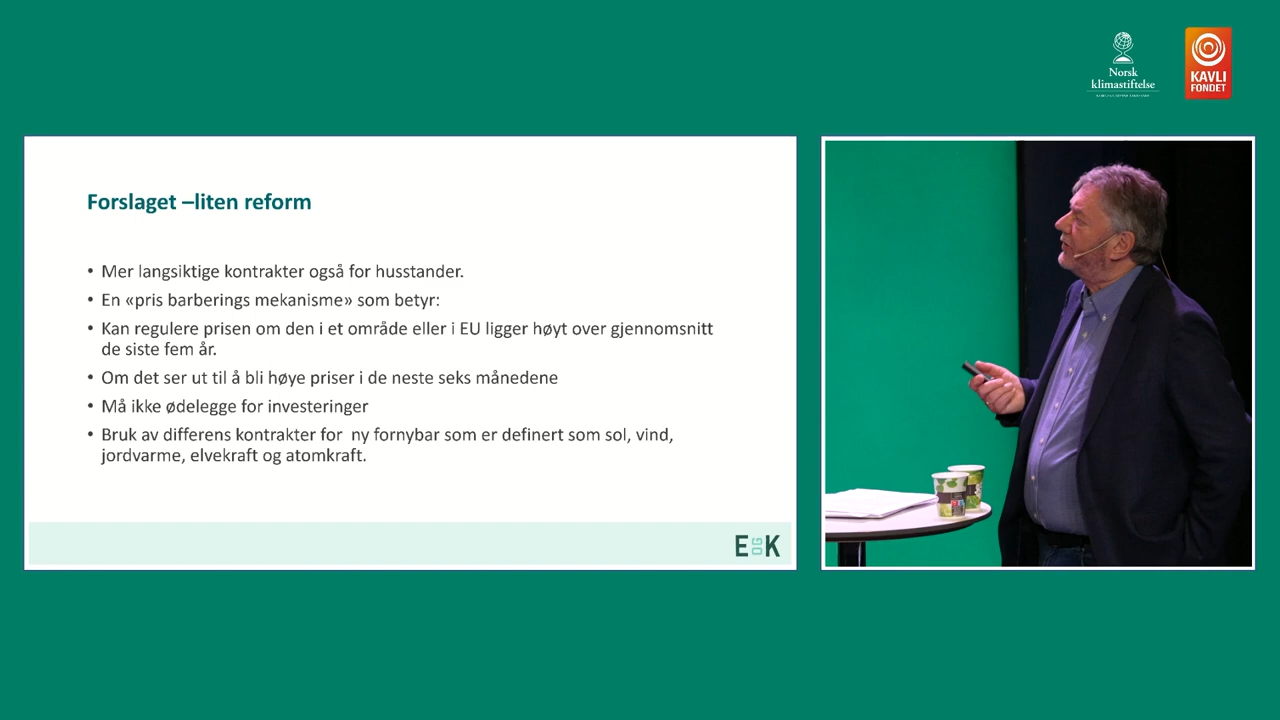 Norsk
klimastiftelse
KAVLI
FONDET
Forslaget –liten reform
• Mer langsiktige kontrakter også for husstander.
• En «pris barberings mekanisme» som betyr:
• Kan regulere prisen om den i et område eller i EU ligger høyt over gjennomsnitt
de siste fem år.
• Om det ser ut til å bli høye priser i de neste seks månedene
• Må ikke ødelegge for investeringer
• Bruk av differens kontrakter for  ny fornybar som er definert som sol, vind,
jordvarme, elvekraft og atomkraft.
E OG K